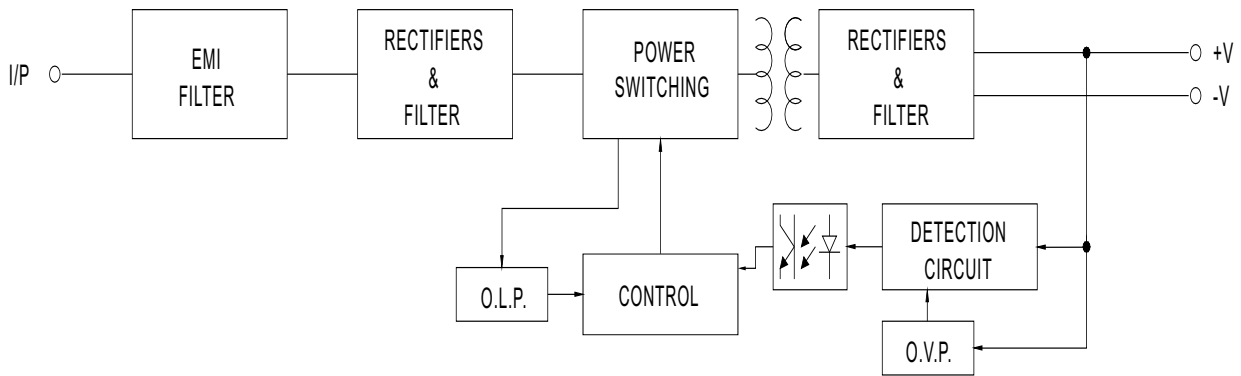 I/P
EMI
FILTER
RECTIFIERS
&
FILTER
POWER
SWITCHING
RECTIFIERS
&
FILTER
+V
-V
O.L.P.
CONTROL
DETECTION
CIRCUIT
O.V.P.